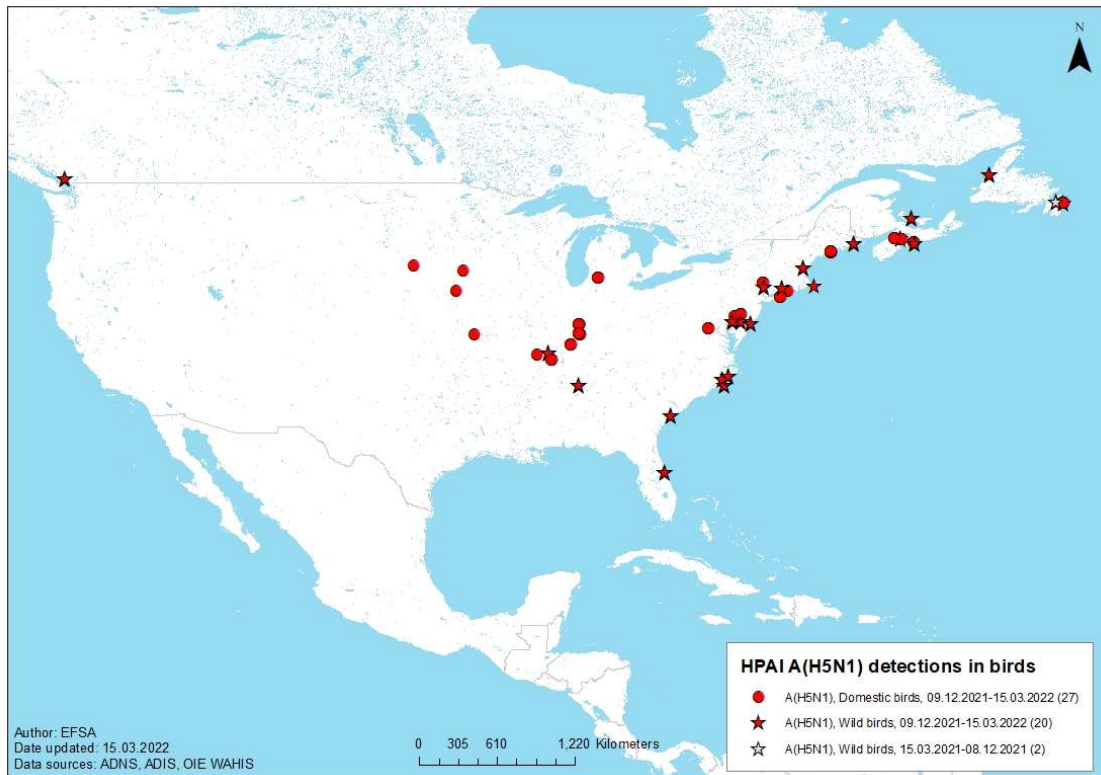 N
HPAI A(H5N1) detections in birds
A(H5N1), Domestic birds, 09.12.2021-15.03.2022 (27)
A(H5N1), Wild birds, 09.12.2021-15.03.2022 (20)
A(H5N1), Wild birds, 15.03.2021-08.12.2021 (2)
Author: EFSA
Date updated: 15.03.2022
Data sources: ADNS, ADIS, OIE WAHIS
0 305 610 1,220 Kilometers